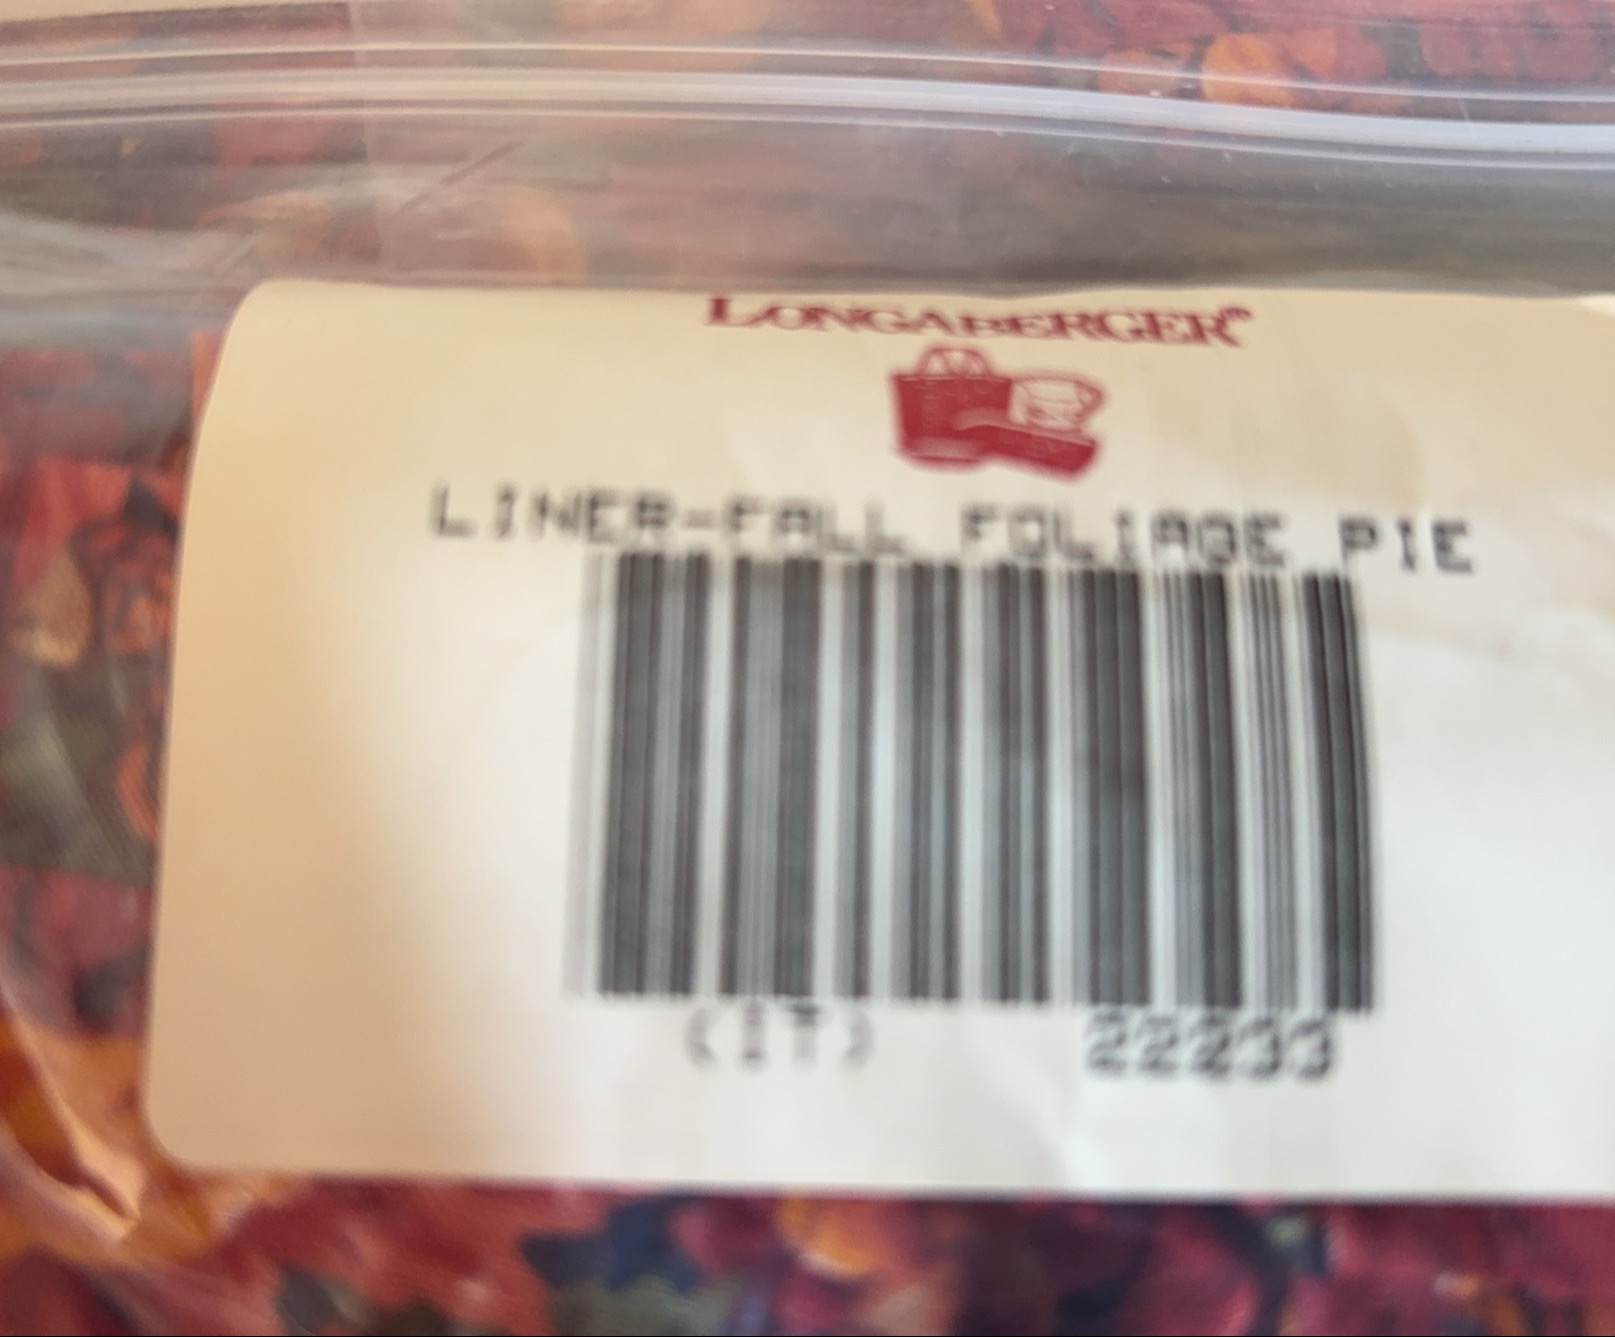 LONGABERGER®
LINER-FALL FOLIAGE PIE
(IT) 22233